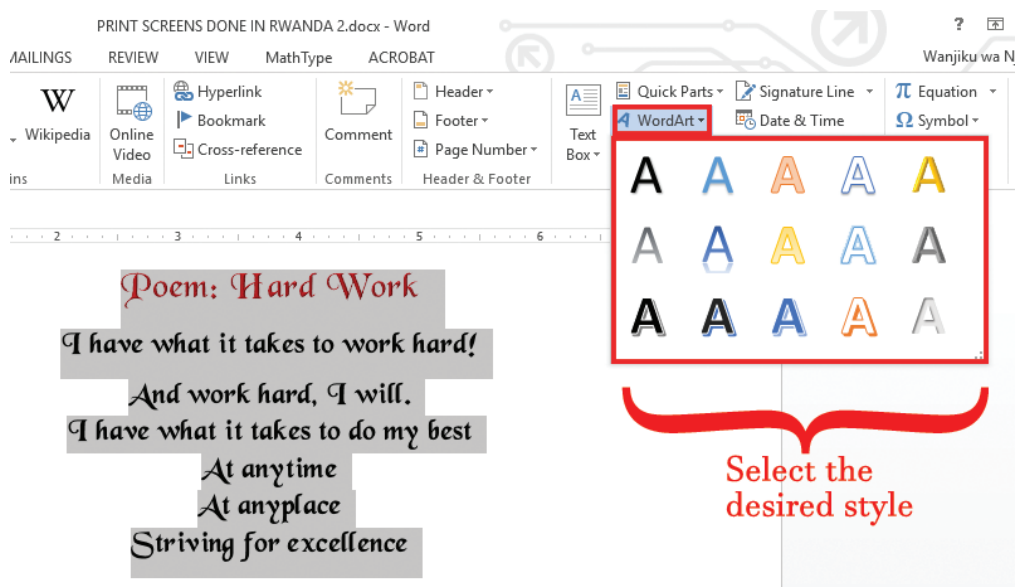 PRINT SCREENS DONE IN RWANDA 2.docx - Word
?
MAILINGS REVIEW VIEW MathType ACROBAT
Wanjiku wa Nj
W
Wikipedia
Online
Video
Hyperlink
Bookmark
Cross-reference
Comment
Header
Footer
Page Number
A
Text
Box
Quick Parts
A WordArt
Signature Line
Date & Time
π Equation
Ω Symbol
ins
Media
Links
Comments
Header & Footer
A A A A A
A A A A A
A A A A A
2 3 4 5 6
Poem: Hard Work
I have what it takes to work hard!
And work hard, I will.
I have what it takes to do my best
At anytime
At anyplace
Striving for excellence
Select the
desired style